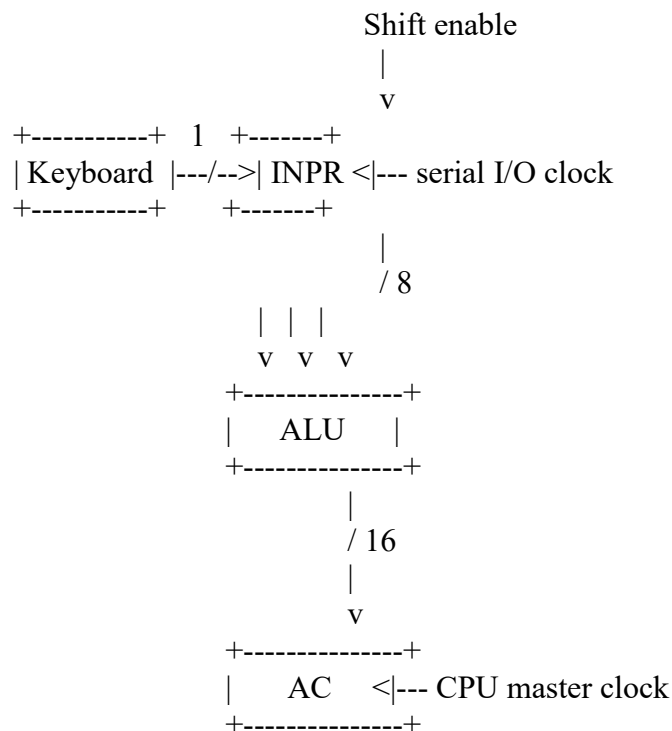 Shift enable
|
v
+-----------+ 1 +-------+
| Keyboard |---/-->| INPR <|--- serial I/O clock
+-----------+ +-------+
|
/ 8
| | |
v v v
+---------------+
| ALU |
+---------------+
|
/ 16
|
v
+---------------+
| AC <|--- CPU master clock
+---------------+